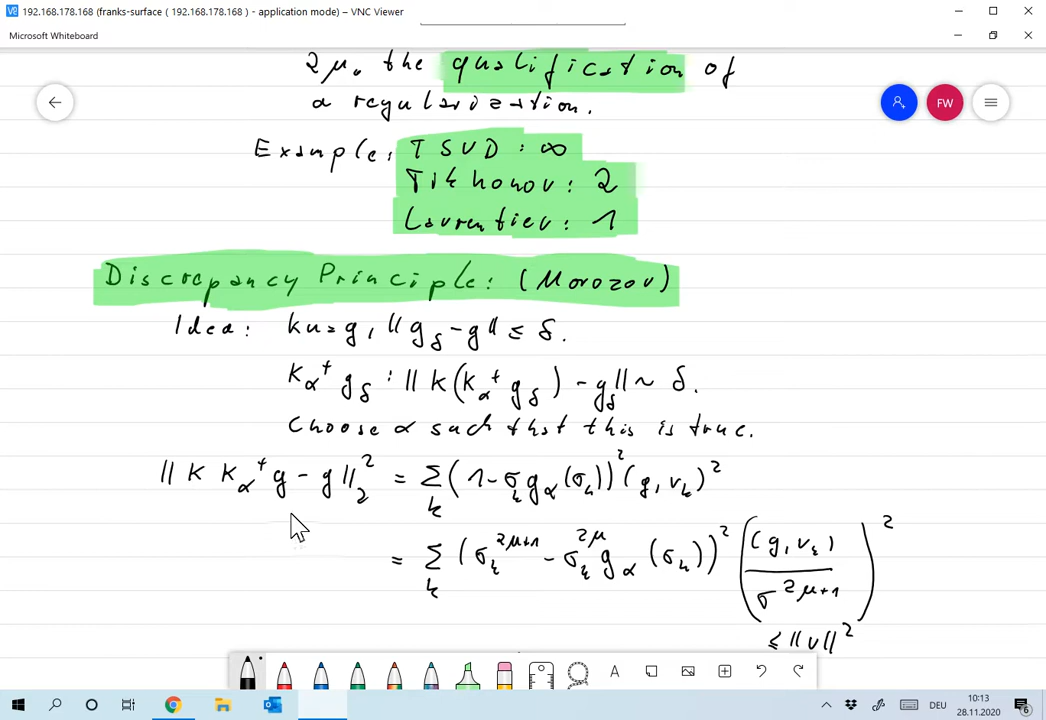 192.168.178.168 (franks-surface ( 192.168.178.168 ) - application mode) – VNC Viewer
Microsoft Whiteboard
2μ₀ the qualification of
a regularization.
FW
Example: TSVD: ∞
Tikhonov: 2
Lavrentiev: 1
Discrepancy Principle: (Morozov)
Idea: Ku=g, ||g_δ-g|| ≤ δ.
K_α^+ g_δ : ||K(K_α^+ g_δ) - g_δ|| ~ δ.
Choose α such that this is true.
||K K_α^+ g - g||_2^2 = Σ_k (1-σ_k g_α(σ_k))^2 (g, v_k)^2
= Σ_k (σ_k^{2μ+1} - σ_k^{2μ} g_α(σ_k))^2 ((g, v_k) / σ^{2μ+1})^2
≤ ||v||^2
A
DEU
10:13
28.11.2020
6